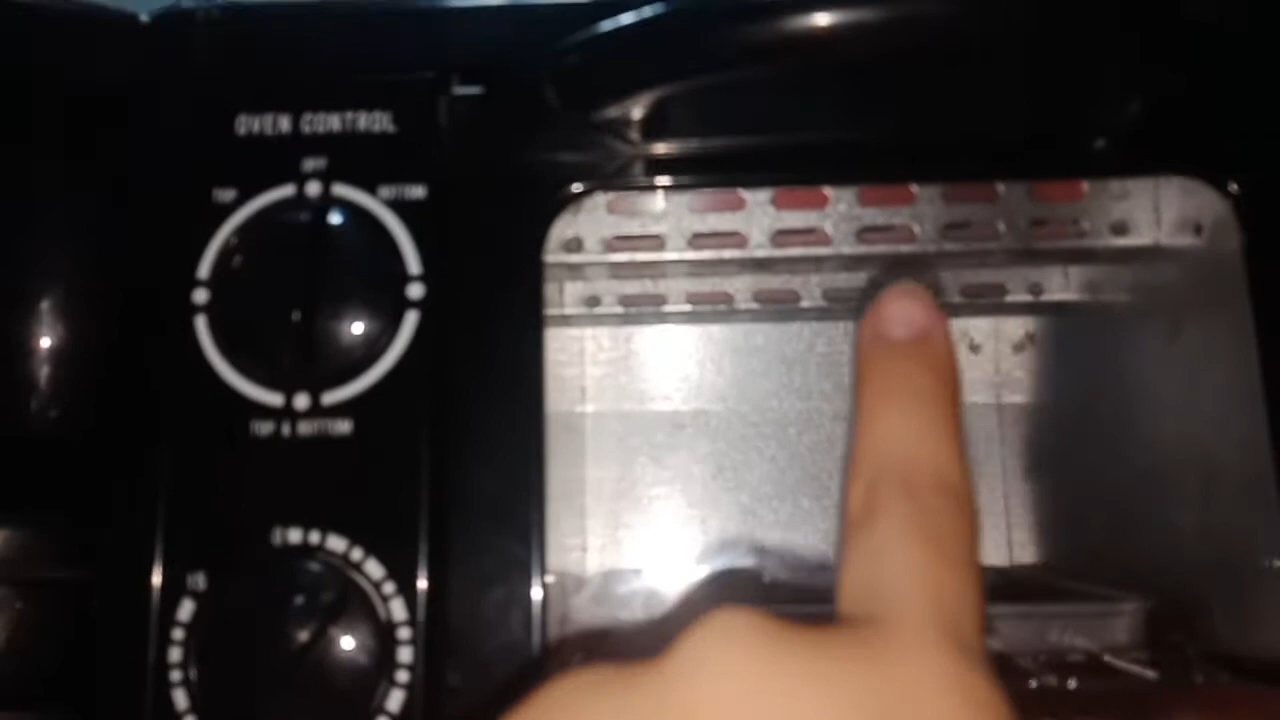 OVEN CONTROL
OFF
TOP
BOTTOM
TOP & BOTTOM
15